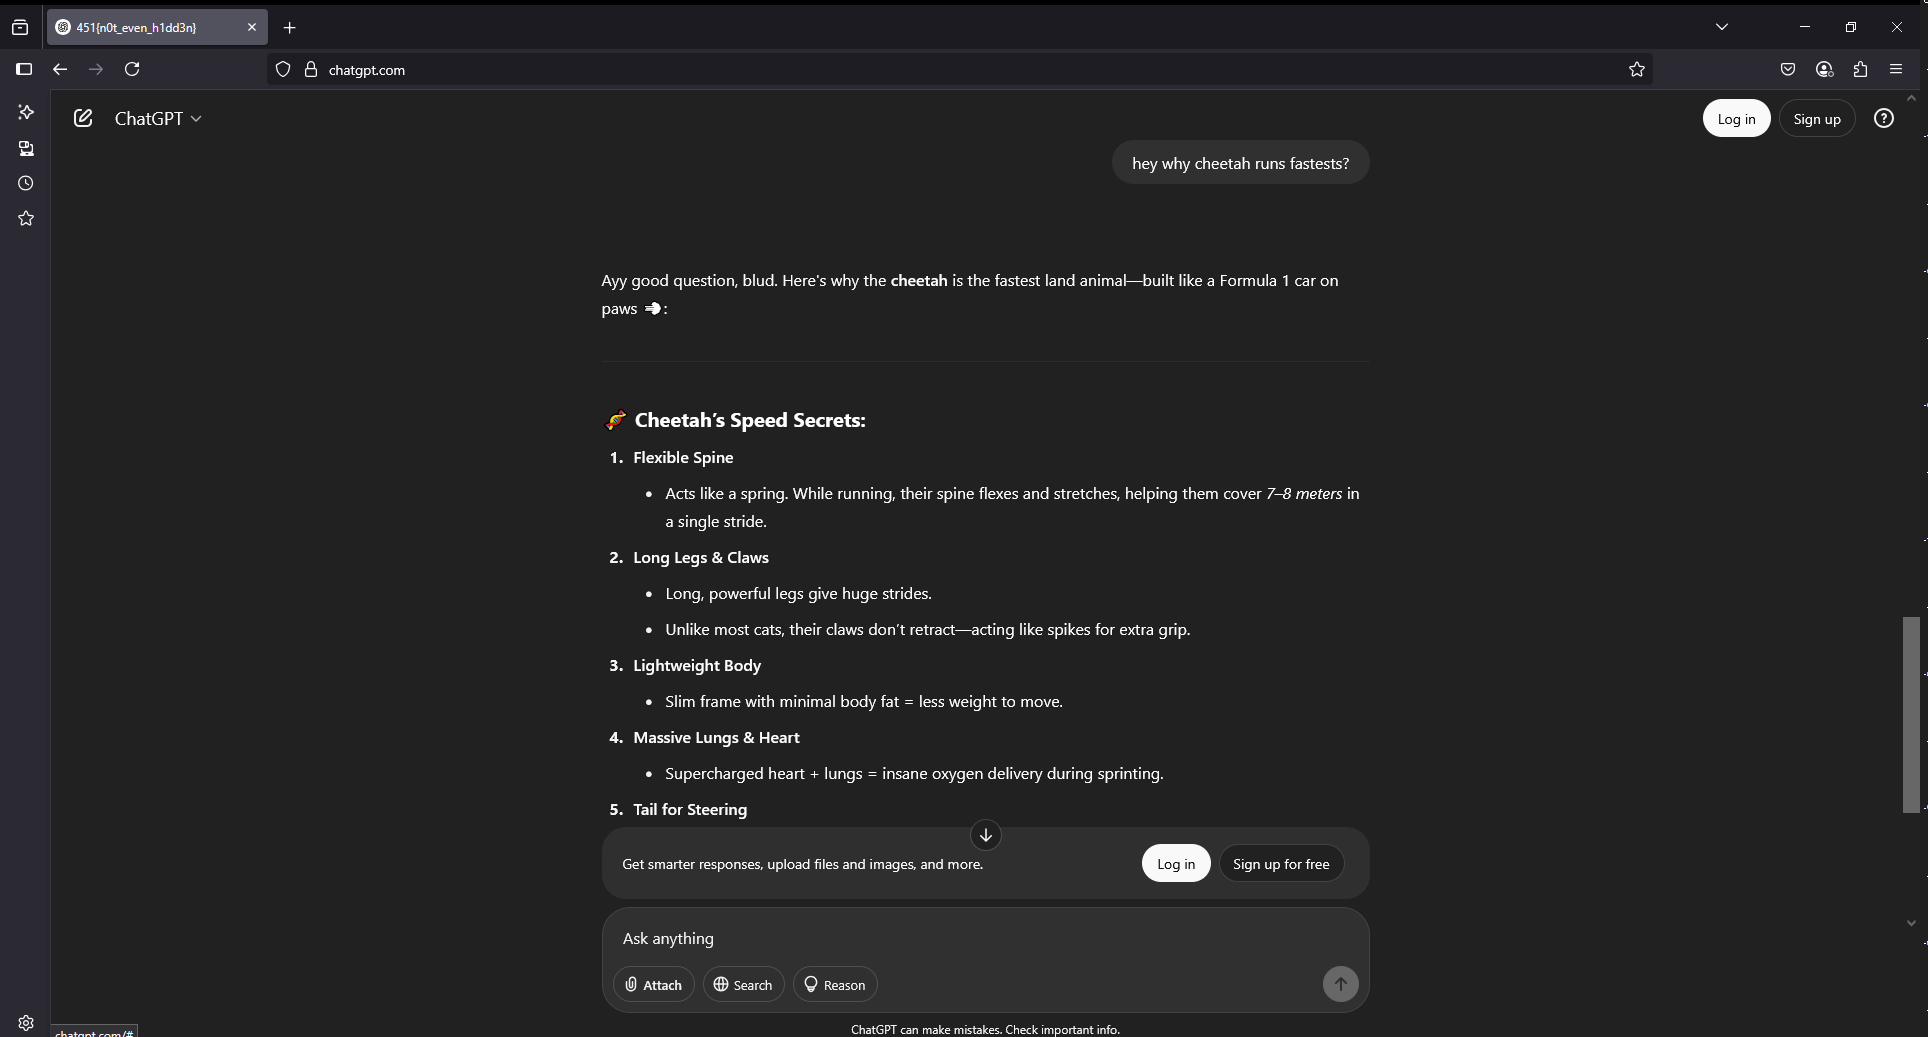 451{n0t_even_h1dd3n}
chatgpt.com
ChatGPT
Log in
Sign up
hey why cheetah runs fastests?
Ayy good question, blud. Here's why the cheetah is the fastest land animal—built like a Formula 1 car on
paws 💨:
🧬 Cheetah’s Speed Secrets:
1. Flexible Spine
• Acts like a spring. While running, their spine flexes and stretches, helping them cover 7–8 meters in
a single stride.
2. Long Legs & Claws
• Long, powerful legs give huge strides.
• Unlike most cats, their claws don’t retract—acting like spikes for extra grip.
3. Lightweight Body
• Slim frame with minimal body fat = less weight to move.
4. Massive Lungs & Heart
• Supercharged heart + lungs = insane oxygen delivery during sprinting.
5. Tail for Steering
Get smarter responses, upload files and images, and more.
Log in
Sign up for free
Ask anything
Attach
Search
Reason
ChatGPT can make mistakes. Check important info.
chatgpt.com/#